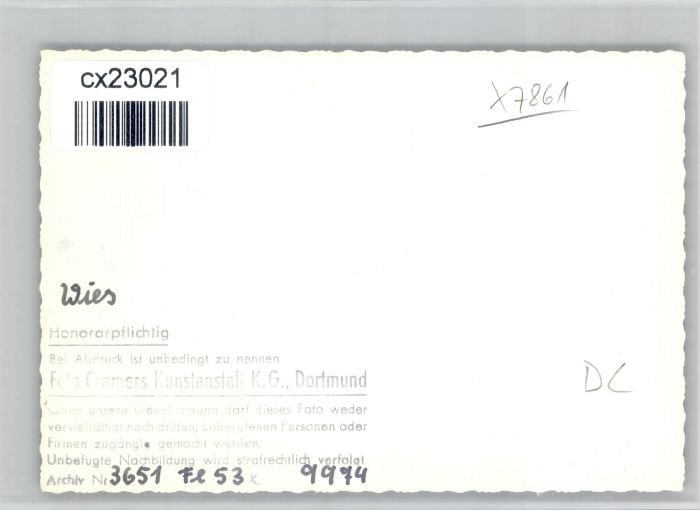 cx23021
X7861
Wies
Honorarpflichtig
Bei Abdruck ist unbedingt zu nennen
Foto Cramers Kunstanstalt K.G., Dortmund
DC
Ohne unsere Genehmigung darf dieses Foto weder
vervielfältigt noch dritten, unberufenen Personen oder
Firmen zugängig gemacht werden.
Unbefugte Nachbildung wird strafrechtlich verfolgt.
Archiv Nr 3651 Fe 53 K. 9974